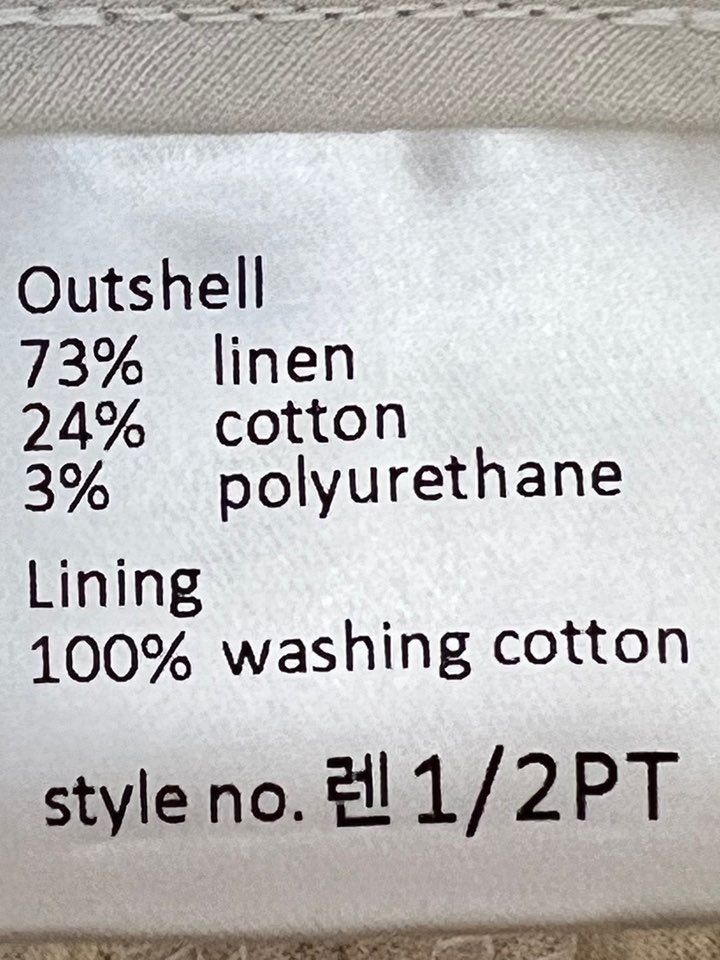 Outshell
73% linen
24% cotton
3% polyurethane
Lining
100% washing cotton
style no. 렌 1/2PT